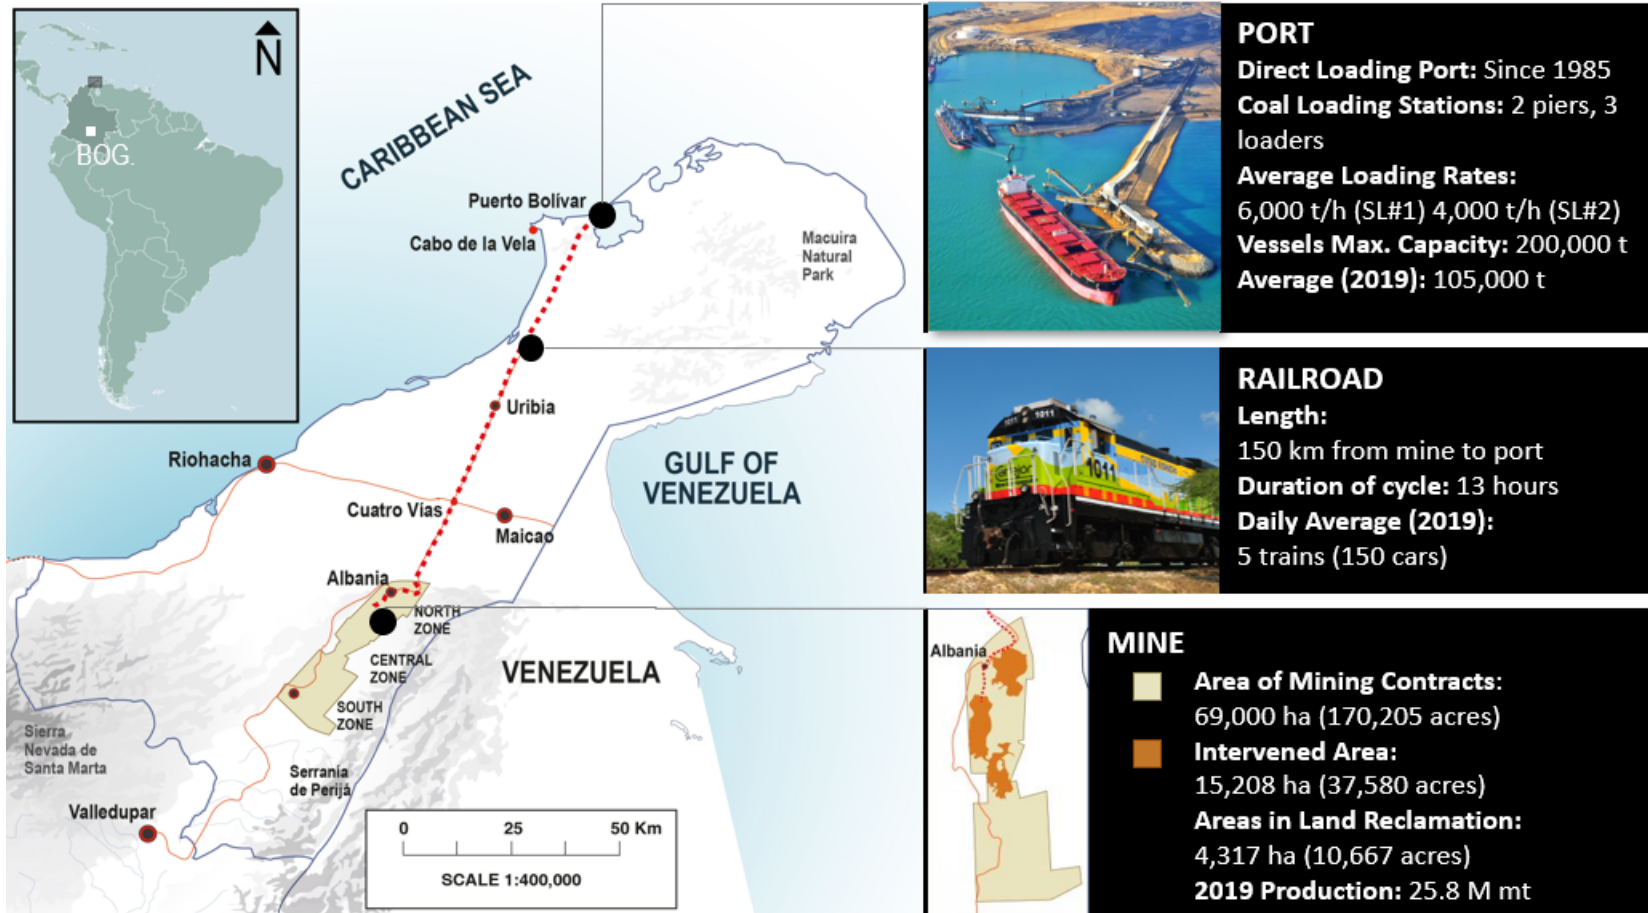 N
BOG.
CARIBBEAN SEA
Puerto Bolívar
Cabo de la Vela
Macuira
Natural
Park
Uribia
Riohacha
GULF OF
VENEZUELA
Cuatro Vías
Maicao
Albania
NORTH
ZONE
CENTRAL
ZONE
VENEZUELA
SOUTH
ZONE
Sierra
Nevada de
Santa Marta
Serranía
de Perijá
Valledupar
0 25 50 Km
SCALE 1:400,000
PORT
Direct Loading Port: Since 1985
Coal Loading Stations: 2 piers, 3
loaders
Average Loading Rates:
6,000 t/h (SL#1) 4,000 t/h (SL#2)
Vessels Max. Capacity: 200,000 t
Average (2019): 105,000 t
1011 1011
1011
RAILROAD
Length:
150 km from mine to port
Duration of cycle: 13 hours
Daily Average (2019):
5 trains (150 cars)
Albania
MINE
Area of Mining Contracts:
69,000 ha (170,205 acres)
Intervened Area:
15,208 ha (37,580 acres)
Areas in Land Reclamation:
4,317 ha (10,667 acres)
2019 Production: 25.8 M mt